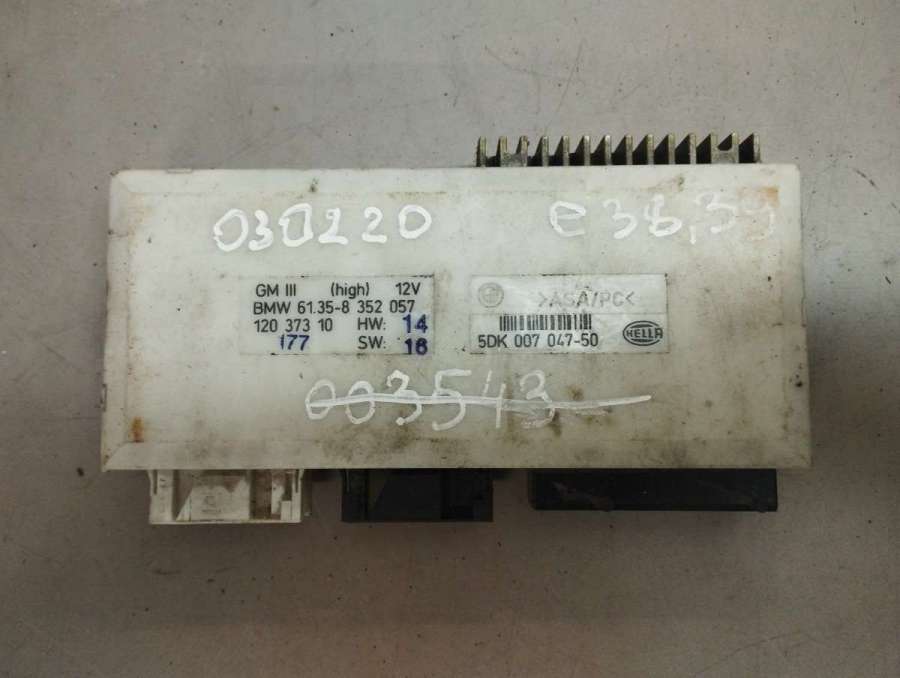 030220
e38,39
GM III (high) 12V
BMW 61.35-8 352 057
120 373 10 HW: 14
177 SW: 16
>ASA/PC<
5DK 007 047-50
HELLA
003543